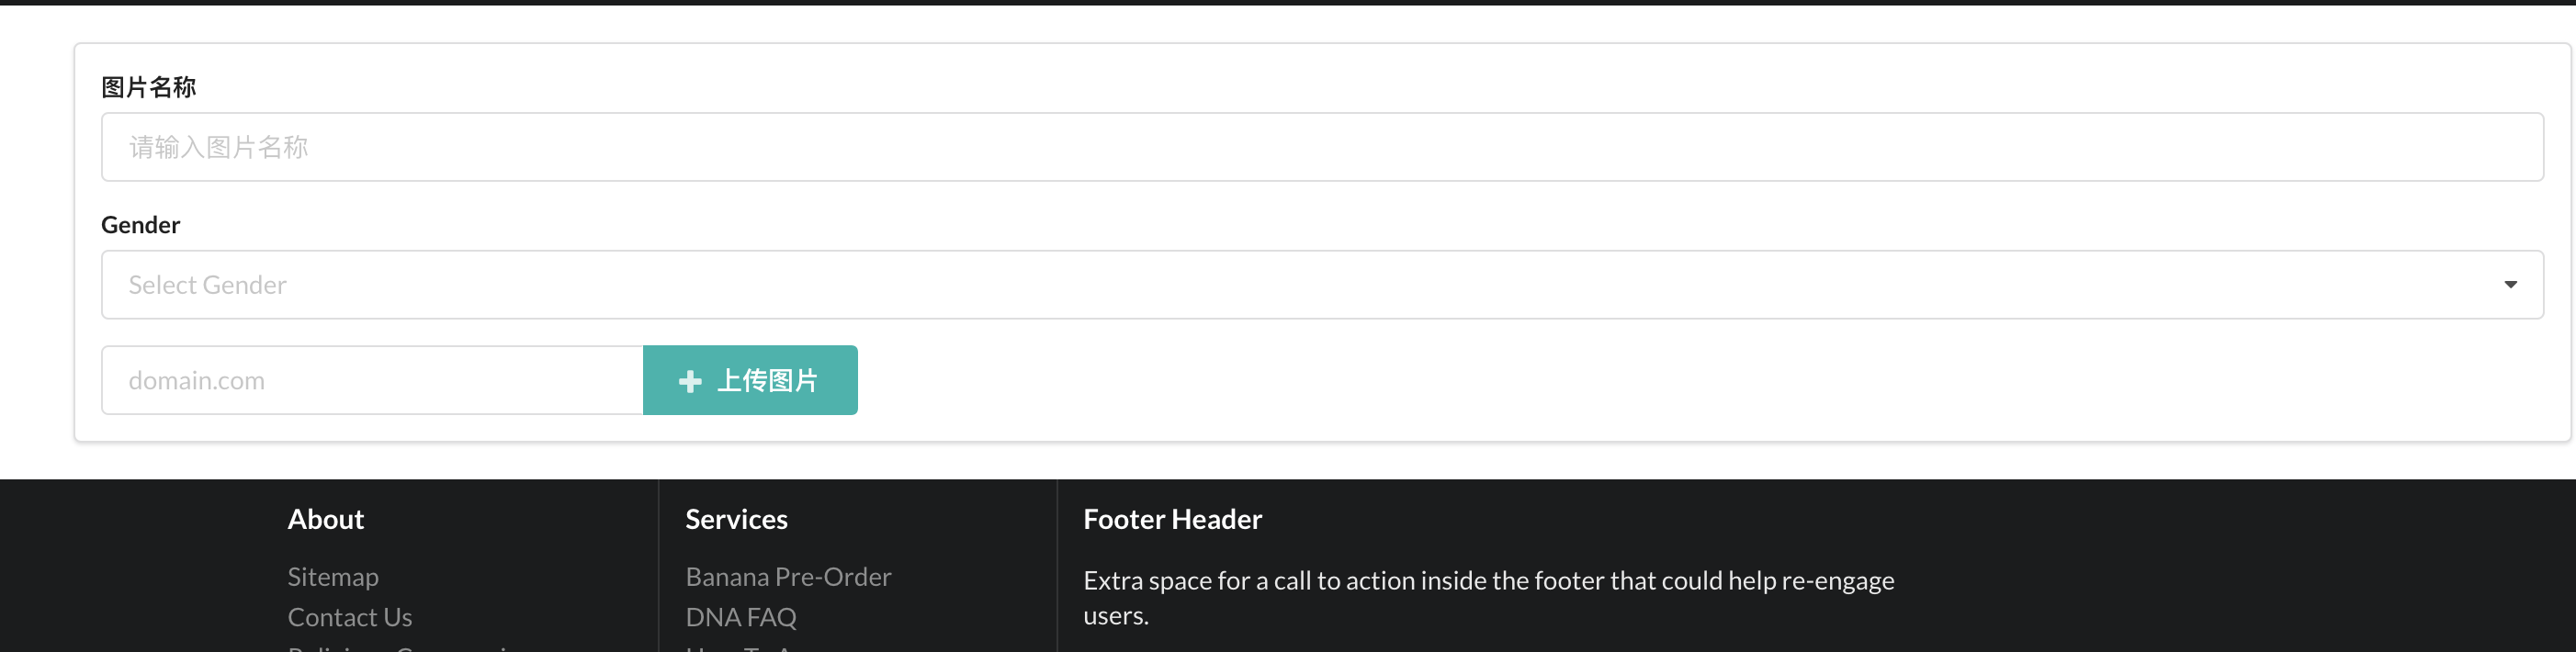 图片名称
请输入图片名称
Gender
Select Gender
domain.com
上传图片
About
Services
Footer Header
Sitemap
Banana Pre-Order
Extra space for a call to action inside the footer that could help re-engage
users.
Contact Us
DNA FAQ